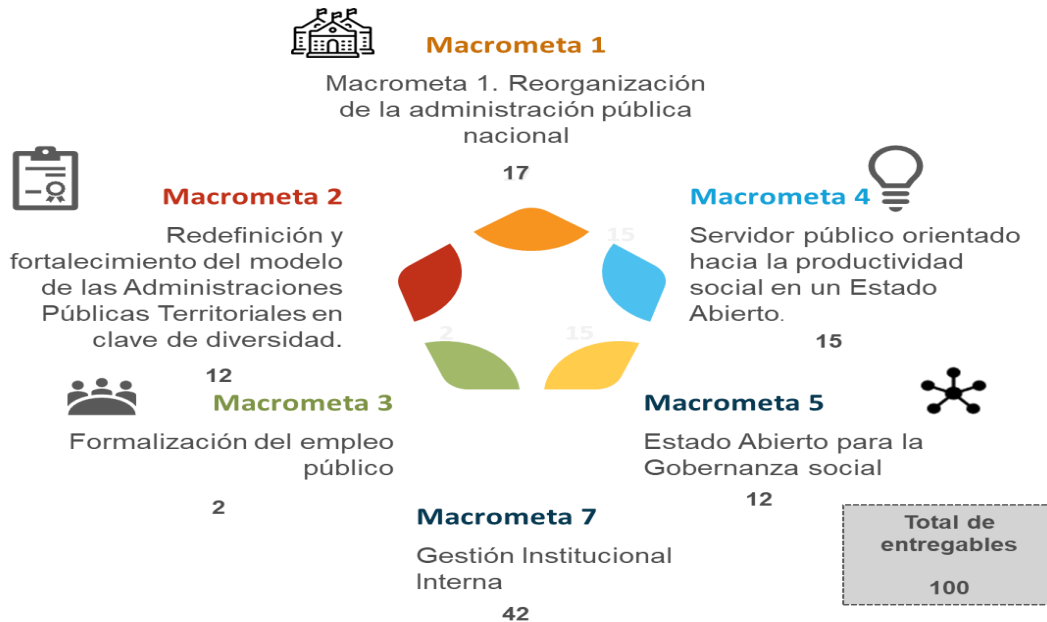 Macrometa 1
Macrometa 1. Reorganización
de la administración pública
nacional
17
Macrometa 2
Redefinición y
fortalecimiento del modelo
de las Administraciones
Públicas Territoriales en
clave de diversidad.
12
Macrometa 4
Servidor público orientado
hacia la productividad
social en un Estado
Abierto.
15
15
2
15
Macrometa 3
Formalización del empleo
público
2
Macrometa 5
Estado Abierto para la
Gobernanza social
12
Macrometa 7
Gestión Institucional
Interna
42
Total de
entregables
100